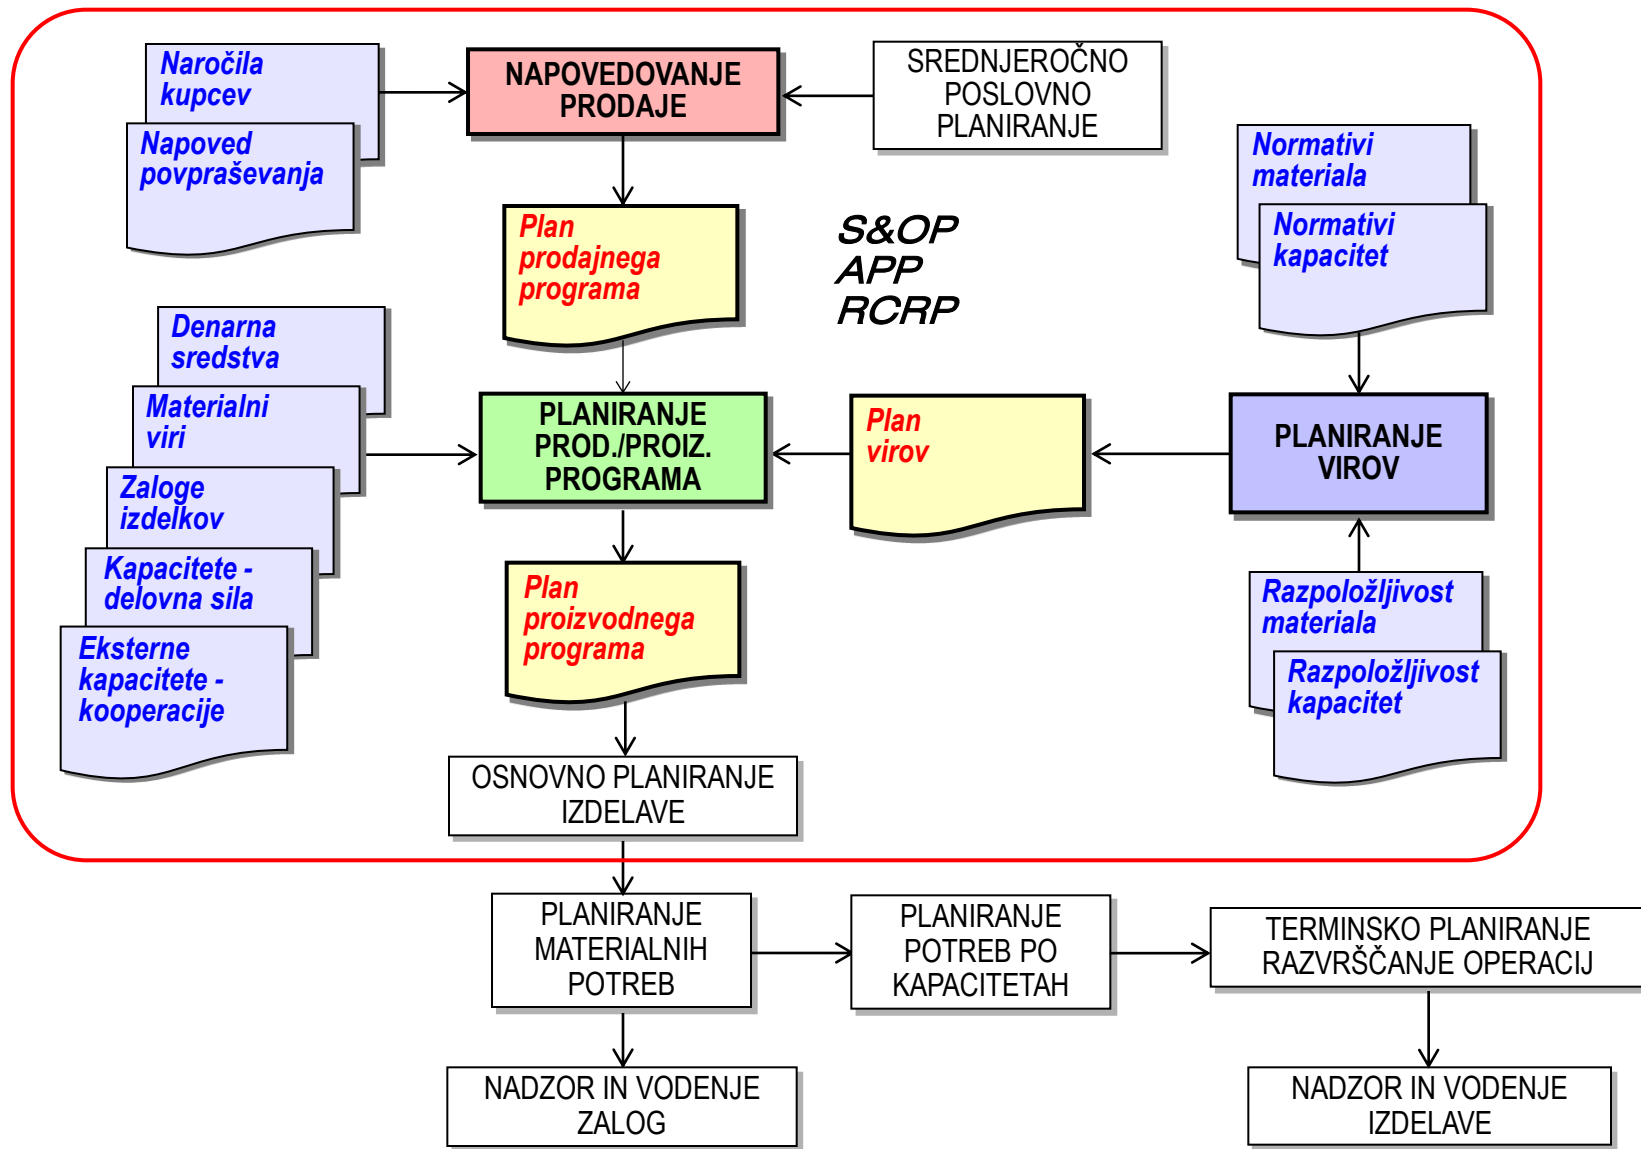 Naročila
kupcev
Napoved
povpraševanja
NAPOVEDOVANJE
PRODAJE
SREDNJEROČNO
POSLOVNO
PLANIRANJE
Normativi
materiala
Normativi
kapacitet
Plan
prodajnega
programa
S&OP
APP
RCRP
Denarna
sredstva
Materialni
viri
Zaloge
izdelkov
Kapacitete -
delovna sila
Eksterne
kapacitete -
kooperacije
PLANIRANJE
PROD./PROIZ.
PROGRAMA
Plan
virov
PLANIRANJE
VIROV
Plan
proizvodnega
programa
Razpoložljivost
materiala
Razpoložljivost
kapacitet
OSNOVNO PLANIRANJE
IZDELAVE
PLANIRANJE
MATERIALNIH
POTREB
PLANIRANJE
POTREB PO
KAPACITETAH
TERMINSKO PLANIRANJE
RAZVRŠČANJE OPERACIJ
NADZOR IN VODENJE
ZALOG
NADZOR IN VODENJE
IZDELAVE